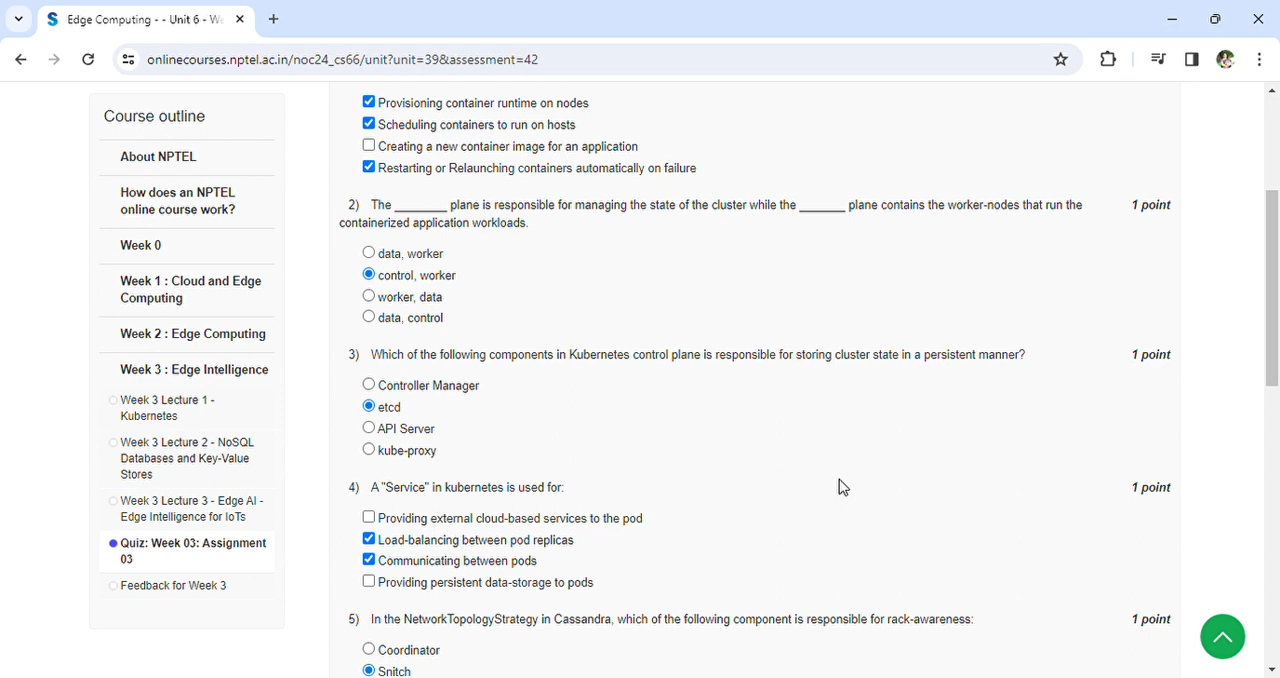 Edge Computing - - Unit 6 - We
onlinecourses.nptel.ac.in/noc24_cs66/unit?unit=39&assessment=42
Course outline
About NPTEL
How does an NPTEL
online course work?
Week 0
Week 1 : Cloud and Edge
Computing
Week 2 : Edge Computing
Week 3 : Edge Intelligence
Week 3 Lecture 1 -
Kubernetes
Week 3 Lecture 2 - NoSQL
Databases and Key-Value
Stores
Week 3 Lecture 3 - Edge AI -
Edge Intelligence for IoTs
Quiz: Week 03: Assignment
03
Feedback for Week 3
Provisioning container runtime on nodes
Scheduling containers to run on hosts
Creating a new container image for an application
Restarting or Relaunching containers automatically on failure
2) The ________ plane is responsible for managing the state of the cluster while the _______ plane contains the worker-nodes that run the 1 point
containerized application workloads.
data, worker
control, worker
worker, data
data, control
3) Which of the following components in Kubernetes control plane is responsible for storing cluster state in a persistent manner? 1 point
Controller Manager
etcd
API Server
kube-proxy
4) A "Service" in kubernetes is used for: 1 point
Providing external cloud-based services to the pod
Load-balancing between pod replicas
Communicating between pods
Providing persistent data-storage to pods
5) In the NetworkTopologyStrategy in Cassandra, which of the following component is responsible for rack-awareness: 1 point
Coordinator
Snitch